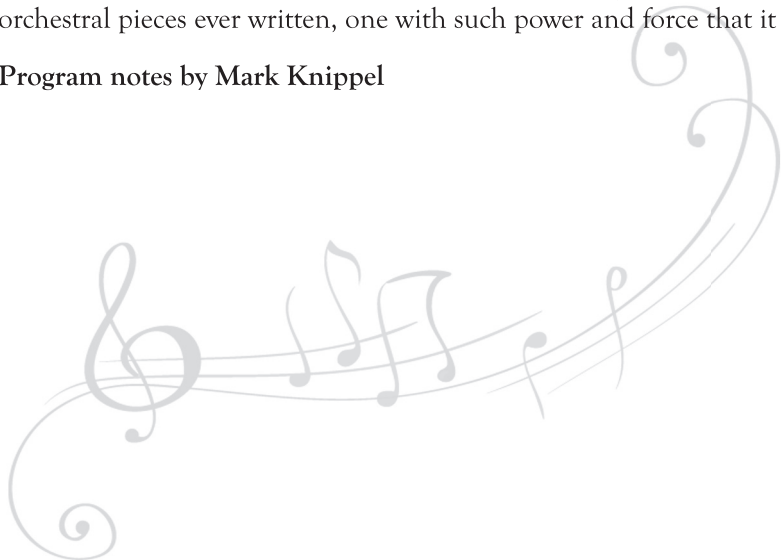 orchestral pieces ever written, one with such power and force that it
Program notes by Mark Knippel